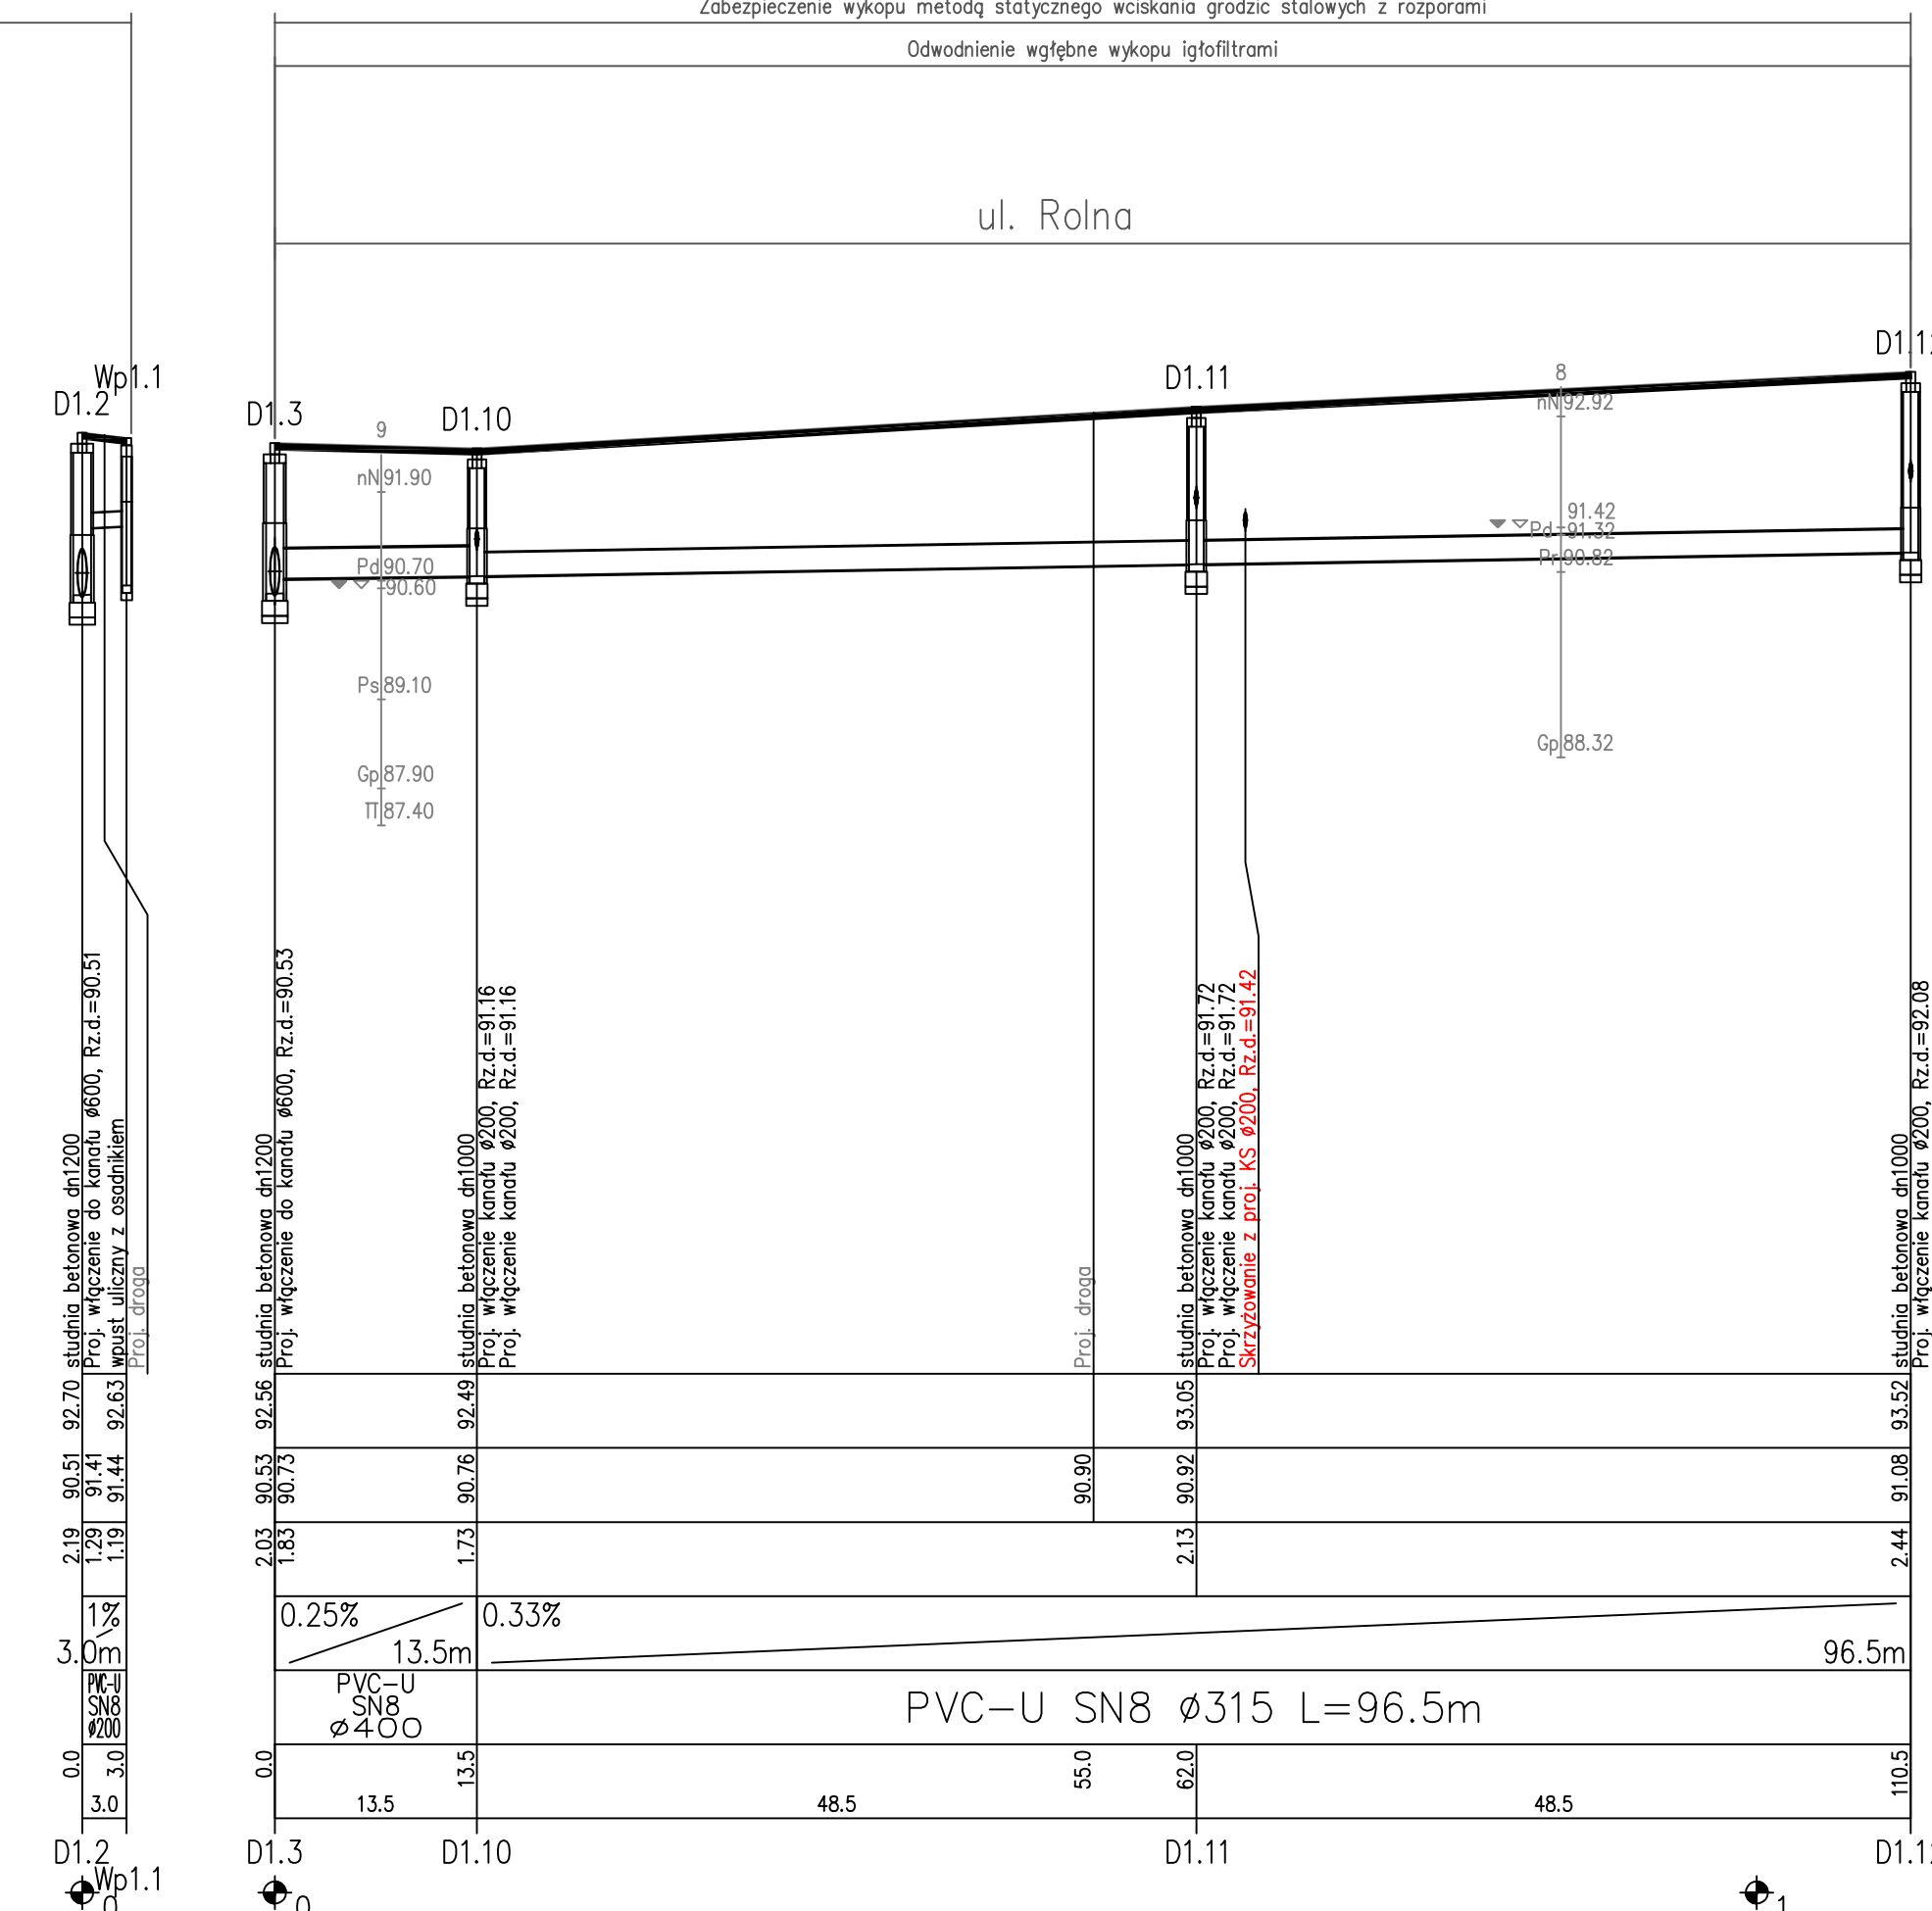 Zabezpieczenie wykopu metodą statycznego wciskania grodzic stalowych z rozporami
Odwodnienie wgłębne wykopu igłofiltrami
ul. Rolna
D1.2
Wp1.1
D1.3
D1.10
D1.11
9
nN 91.90
Pd 90.70
90.60
Ps 89.10
Gp 87.90
π 87.40
8
nN 92.92
91.42
Pd 91.32
Pr 90.82
Gp 88.32
studnia betonowa dn1200
Proj. włączenie do kanału ø600, Rz.d.=90.51
wpust uliczny z osadnikiem
Proj. droga
studnia betonowa dn1200
Proj. włączenie do kanału ø600, Rz.d.=90.53
studnia betonowa dn1000
Proj. włączenie kanału ø200, Rz.d.=91.16
Proj. włączenie kanału ø200, Rz.d.=91.16
Proj. droga
studnia betonowa dn1000
Proj. włączenie kanału ø200, Rz.d.=91.72
Proj. włączenie kanału ø200, Rz.d.=91.72
Skrzyżowanie z proj. KS ø200, Rz.d.=91.42
studnia betonowa dn1000
Proj. włączenie kanału ø200, Rz.d.=92.08
92.70 92.63 92.56 92.49 93.05 93.52
90.51 91.41 91.44 90.53 90.73 90.76 90.90 90.92 91.08
2.19 1.29 1.19 2.03 1.83 1.73 2.13 2.44
1% 0.25% 0.33%
3.0m 13.5m 96.5m
PVC-U
SN8
ø200
PVC-U
SN8
ø400
PVC-U SN8 ø315 L=96.5m
0.0 3.0 0.0 13.5 55.0 62.0 110.5
3.0 13.5 48.5 48.5
D1.2
Wp1.1
D1.3
D1.10
D1.11
0
0
1